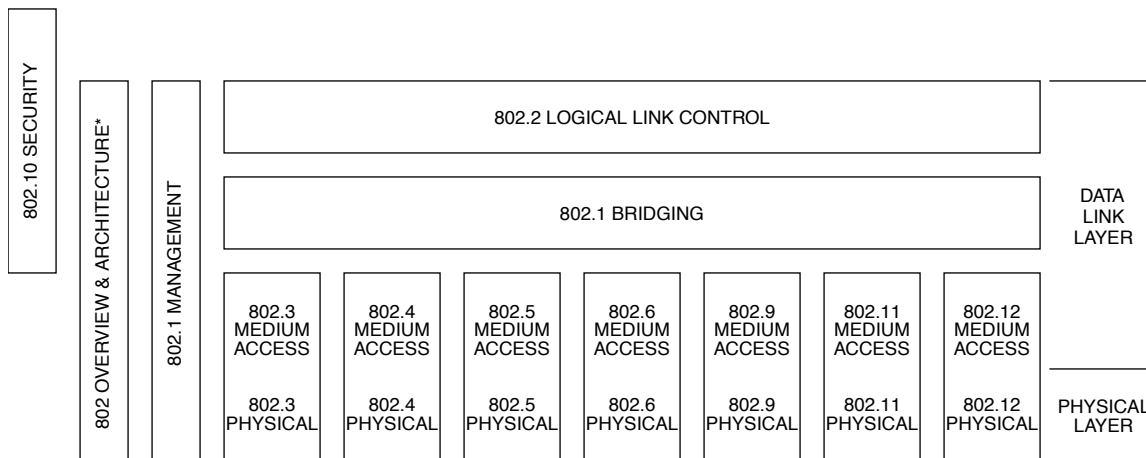 802.10 SECURITY
802 OVERVIEW & ARCHITECTURE*
802.1 MANAGEMENT
802.2 LOGICAL LINK CONTROL
802.1 BRIDGING
802.3
MEDIUM
ACCESS
802.3
PHYSICAL
802.4
MEDIUM
ACCESS
802.4
PHYSICAL
802.5
MEDIUM
ACCESS
802.5
PHYSICAL
802.6
MEDIUM
ACCESS
802.6
PHYSICAL
802.9
MEDIUM
ACCESS
802.9
PHYSICAL
802.11
MEDIUM
ACCESS
802.11
PHYSICAL
802.12
MEDIUM
ACCESS
802.12
PHYSICAL
DATA
LINK
LAYER
PHYSICAL
LAYER